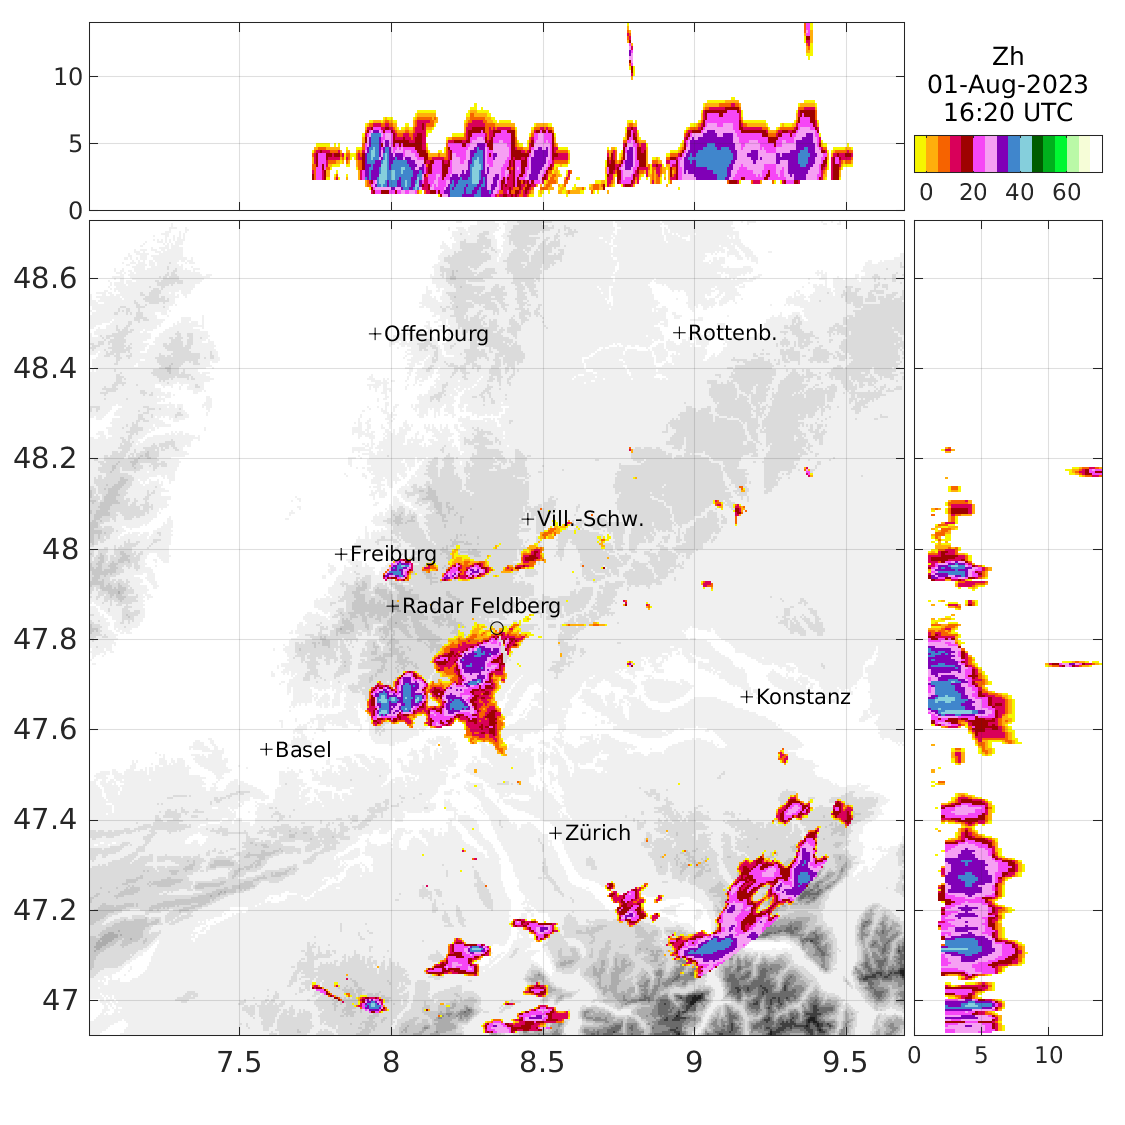 10
5
0
Zh
01-Aug-2023
16:20 UTC
0 20 40 60
48.6
48.4
48.2
48
47.8
47.6
47.4
47.2
47
+Offenburg
+Rottenb.
+Vill.-Schw.
+Freiburg
+Radar Feldberg
+Konstanz
+Basel
+Zürich
7.5 8 8.5 9 9.5
0 5 10